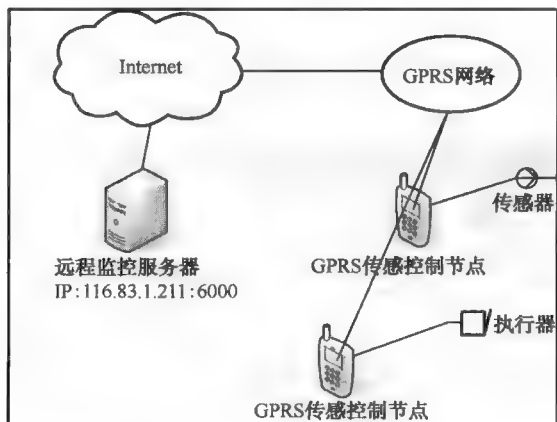 Internet
GPRS网络
传感器
远程监控服务器
IP:116.83.1.211:6000
GPRS传感控制节点
执行器
GPRS传感控制节点